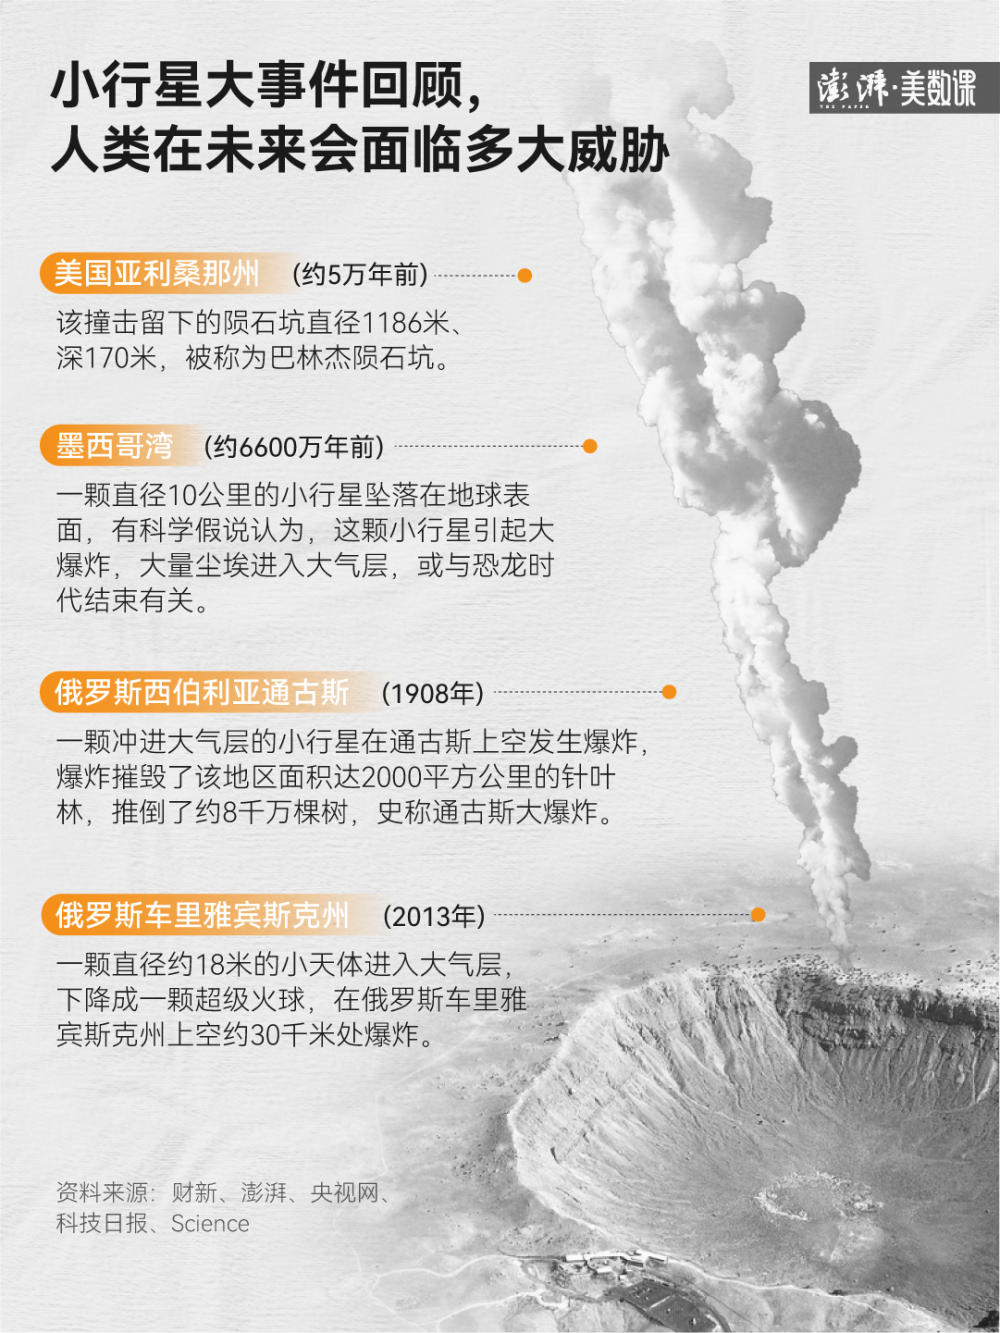 小行星大事件回顾，
人类在未来会面临多大威胁
澎湃·美数课
THE PAPER
美国亚利桑那州 (约5万年前)
该撞击留下的陨石坑直径1186米、
深170米，被称为巴林杰陨石坑。
墨西哥湾 (约6600万年前)
一颗直径10公里的小行星坠落在地球表
面，有科学假说认为，这颗小行星引起大
爆炸，大量尘埃进入大气层，或与恐龙时
代结束有关。
俄罗斯西伯利亚通古斯 (1908年)
一颗冲进大气层的小行星在通古斯上空发生爆炸，
爆炸摧毁了该地区面积达2000平方公里的针叶
林，推倒了约8千万棵树，史称通古斯大爆炸。
俄罗斯车里雅宾斯克州 (2013年)
一颗直径约18米的小天体进入大气层，
下降成一颗超级火球，在俄罗斯车里雅
宾斯克州上空约30千米处爆炸。
资料来源：财新、澎湃、央视网、
科技日报、Science